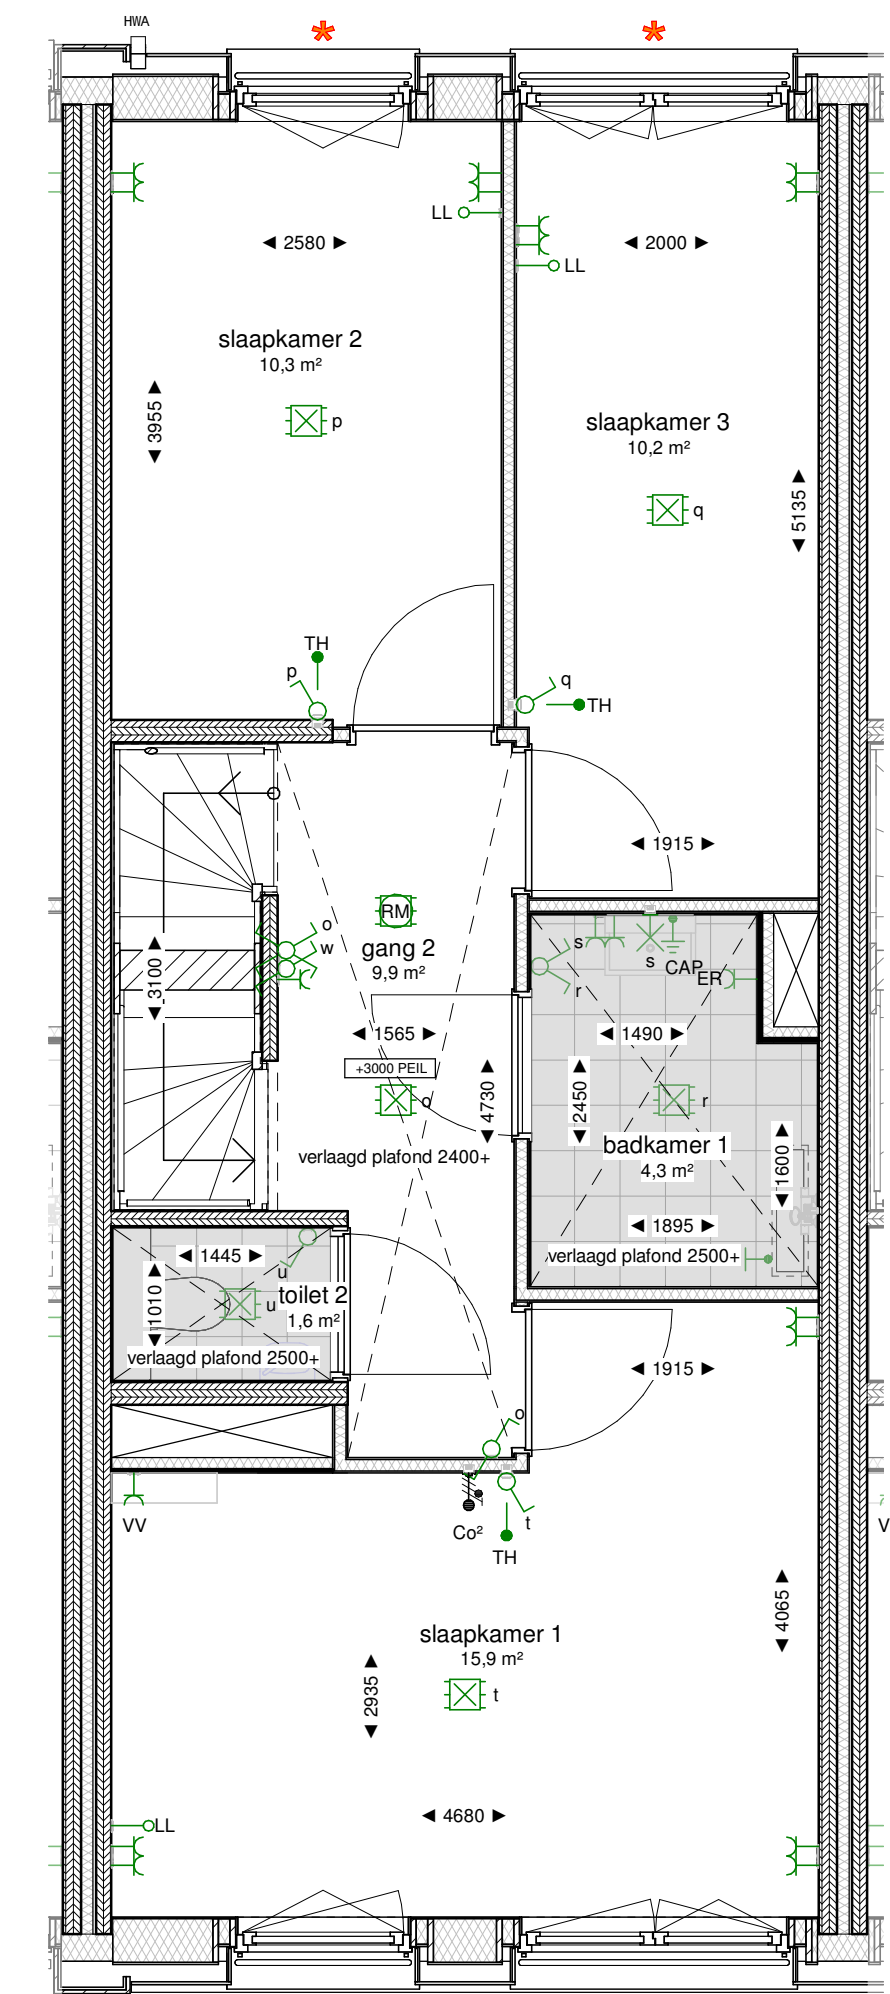 HWA
* *
LL
◄ 2580 ►
◄ 2000 ►
LL
slaapkamer 2
10,3 m²
p
◄ 3955 ►
slaapkamer 3
10,2 m²
q
◄ 5135 ►
TH
p
q
TH
◄ 1915 ►
RM
o
w
gang 2
9,9 m²
◄ 3100 ►
s
s
CAP
ER
r
◄ 1565 ►
◄ 1490 ►
+3000 PEIL
o
◄ 4730 ►
◄ 2450 ►
r
badkamer 1
4,3 m²
◄ 1600 ►
verlaagd plafond 2400+
◄ 1895 ►
verlaagd plafond 2500+
◄ 1445 ►
u
◄ 1010 ►
u
toilet 2
1,6 m²
verlaagd plafond 2500+
◄ 1915 ►
o
VV
Co²
t
TH
V
◄ 4065 ►
slaapkamer 1
15,9 m²
t
◄ 2935 ►
◄ 4680 ►
LL